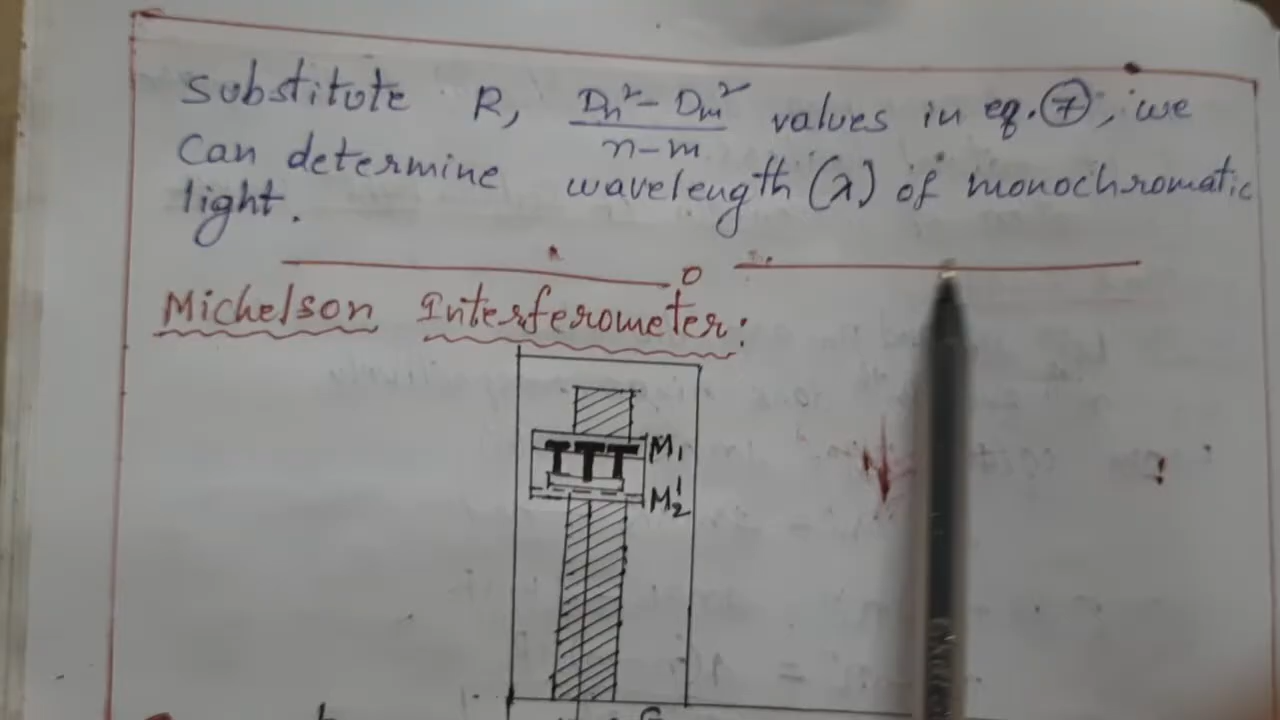 Substitute R, Dn² - Dm² / n-m values in eq. ⑦, we
can determine wavelength (λ) of monochromatic
light.
Michelson Interferometer:
M₁
M₂'